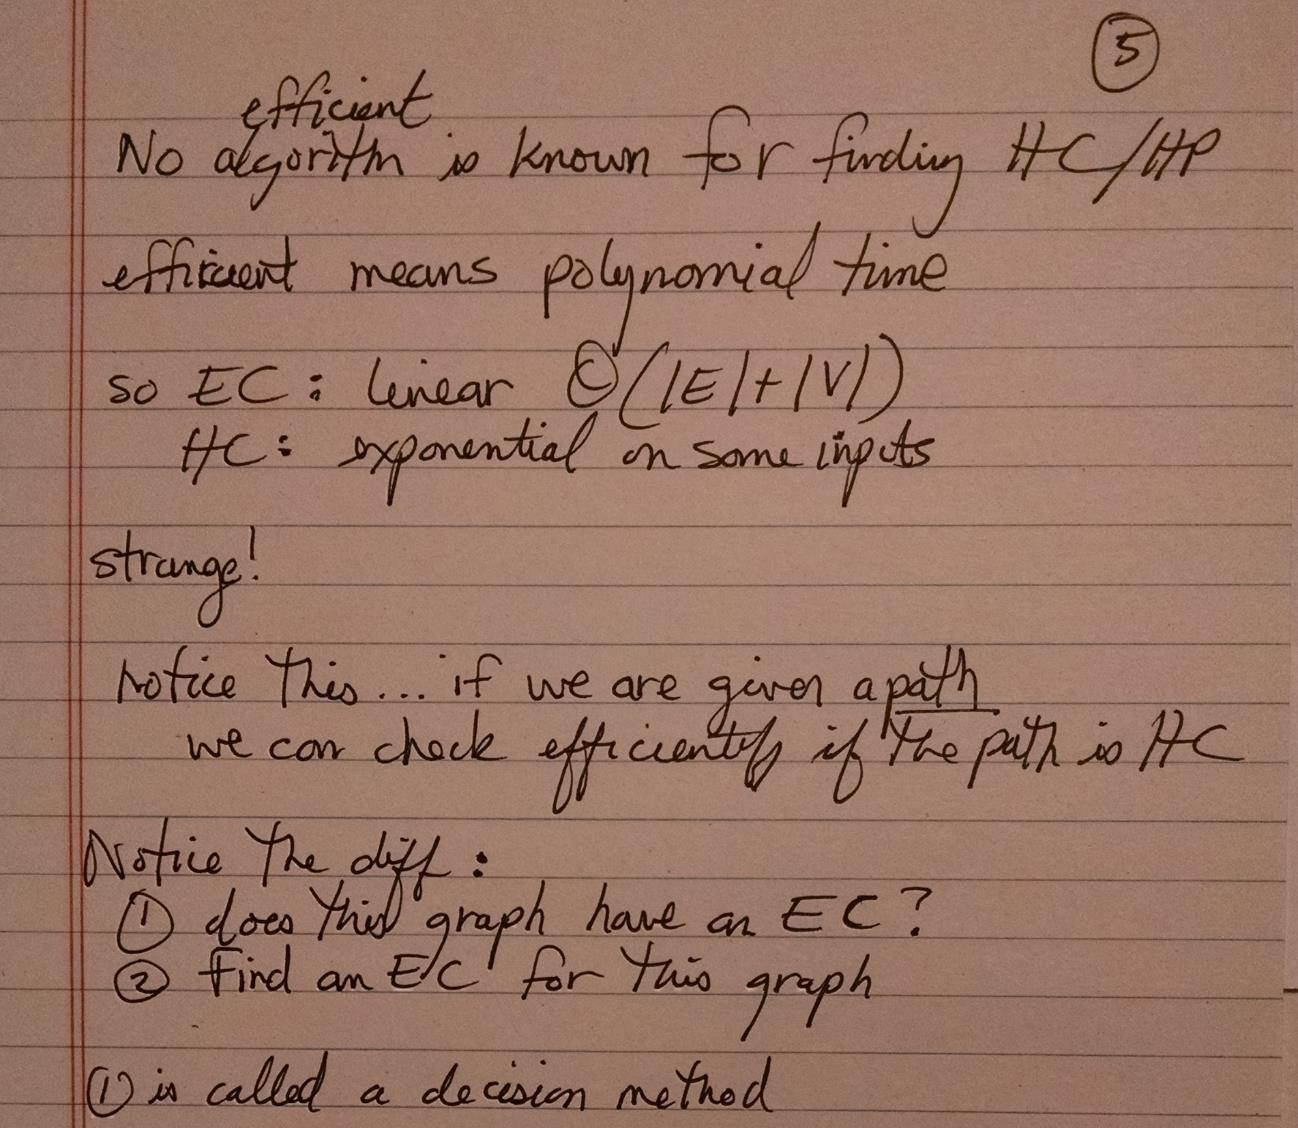 5
efficient
No algorithm is known for finding HC/HP
efficient means polynomial time
so EC: linear Θ(|E|+|V|)
HC: exponential on some inputs
strange!
notice this... if we are given a path
we can check efficiently if the path is HC
Notice the diff:
① does this graph have an EC?
② find an EC for this graph
① is called a decision method